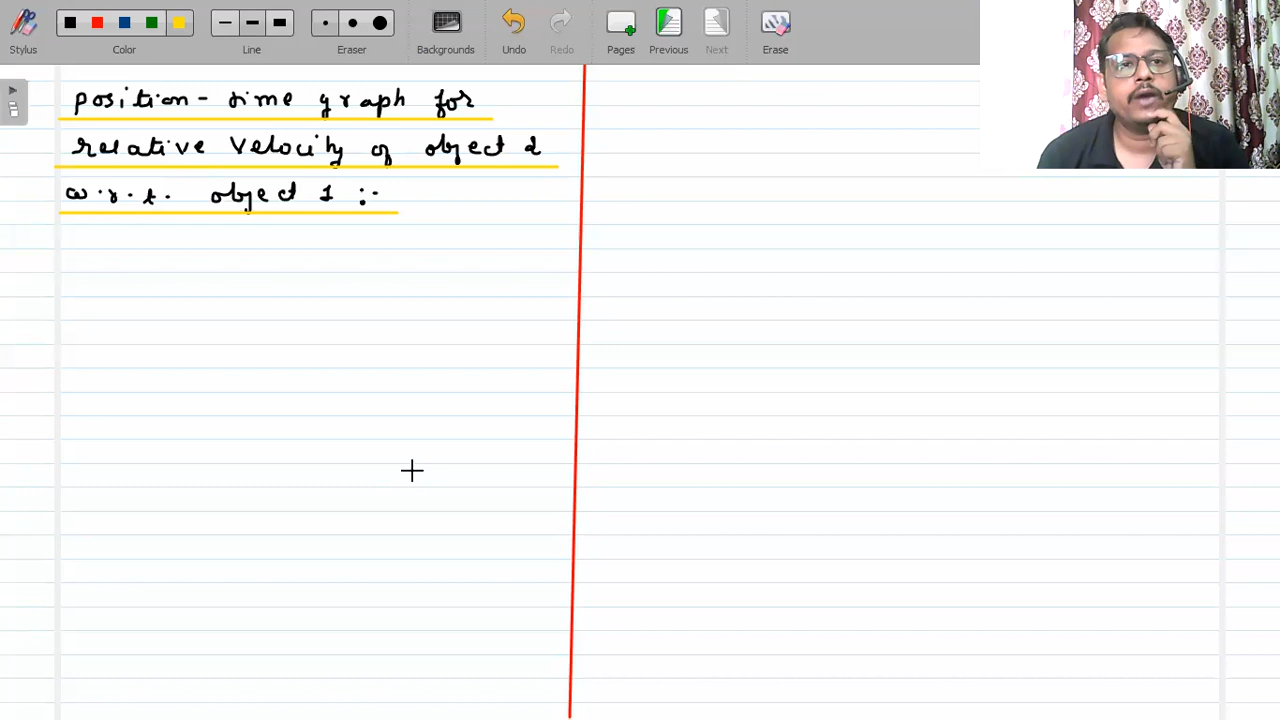 Stylus
Color
Line
Eraser
Backgrounds
Undo
Redo
Pages
Previous
Next
Erase
position - time graph for
relative velocity of object 2
w.r.t. object 1 :-